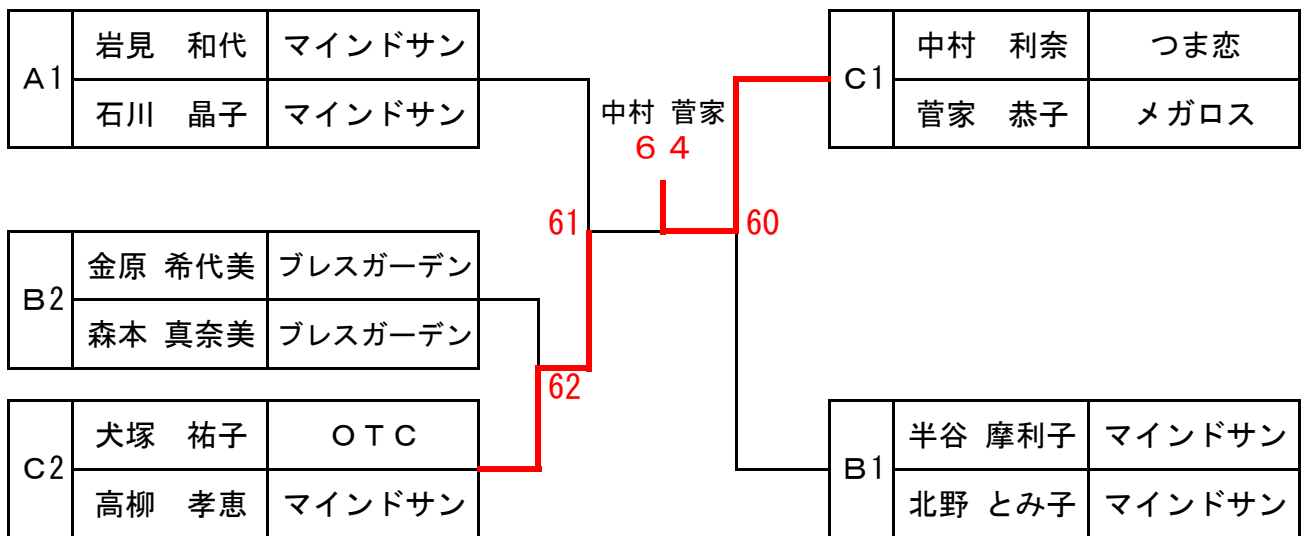 A1 岩見 和代 マインドサン
石川 晶子 マインドサン
B2 金原 希代美 ブレスガーデン
森本 真奈美 ブレスガーデン
C2 犬塚 祐子 OTC
高柳 孝恵 マインドサン
61
62
中村 菅家
6 4
60
C1 中村 利奈 つま恋
菅家 恭子 メガロス
B1 半谷 摩利子 マインドサン
北野 とみ子 マインドサン